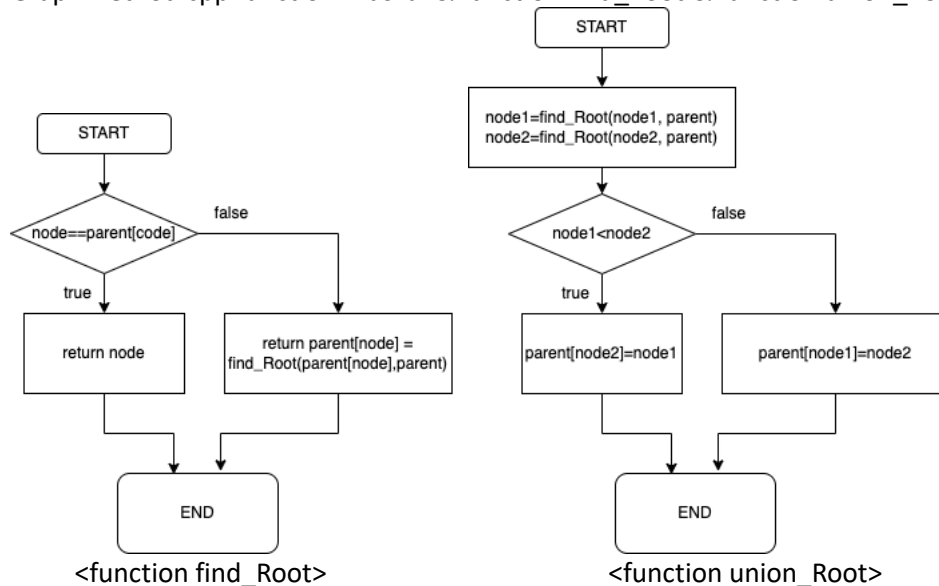 START
node==parent[code]
false
true
return node
return parent[node] =
find_Root(parent[node],parent)
END
<function find_Root>
START
node1=find_Root(node1, parent)
node2=find_Root(node2, parent)
node1<node2
false
true
parent[node2]=node1
parent[node1]=node2
END
<function union_Root>